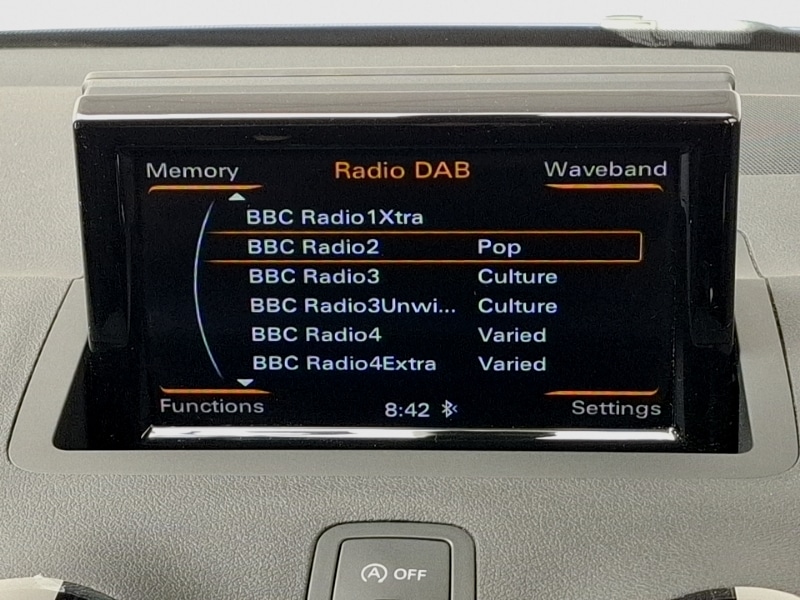 Memory Radio DAB Waveband
BBC Radio1Xtra
BBC Radio2 Pop
BBC Radio3 Culture
BBC Radio3Unwi... Culture
BBC Radio4 Varied
BBC Radio4Extra Varied
Functions 8:42 Settings
A OFF